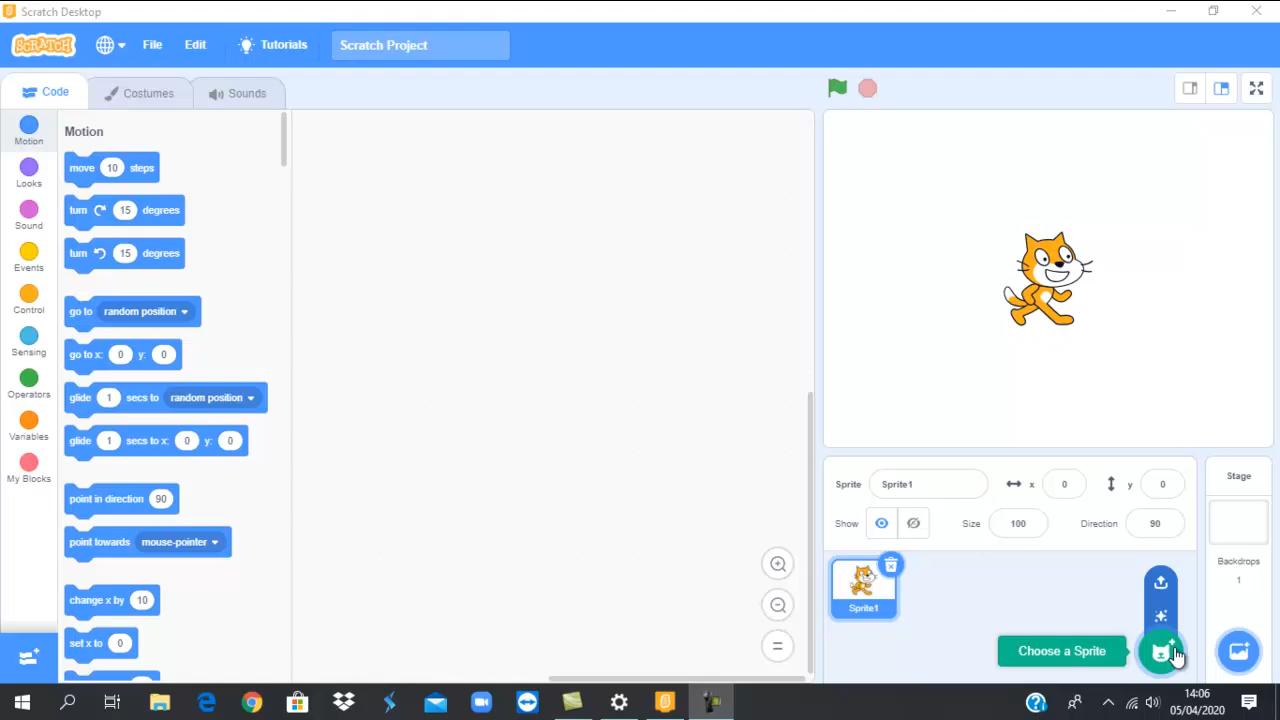 Scratch Desktop
SCRATCH
File
Edit
Tutorials
Scratch Project
Code
Costumes
Sounds
Motion
Looks
Sound
Events
Control
Sensing
Operators
Variables
My Blocks
Motion
move 10 steps
turn 15 degrees
turn 15 degrees
go to random position
go to x: 0 y: 0
glide 1 secs to random position
glide 1 secs to x: 0 y: 0
point in direction 90
point towards mouse-pointer
change x by 10
set x to 0
Sprite Sprite1 x 0 y 0
Show Size 100 Direction 90
Sprite1
Choose a Sprite
Stage
Backdrops
1
14:06
05/04/2020